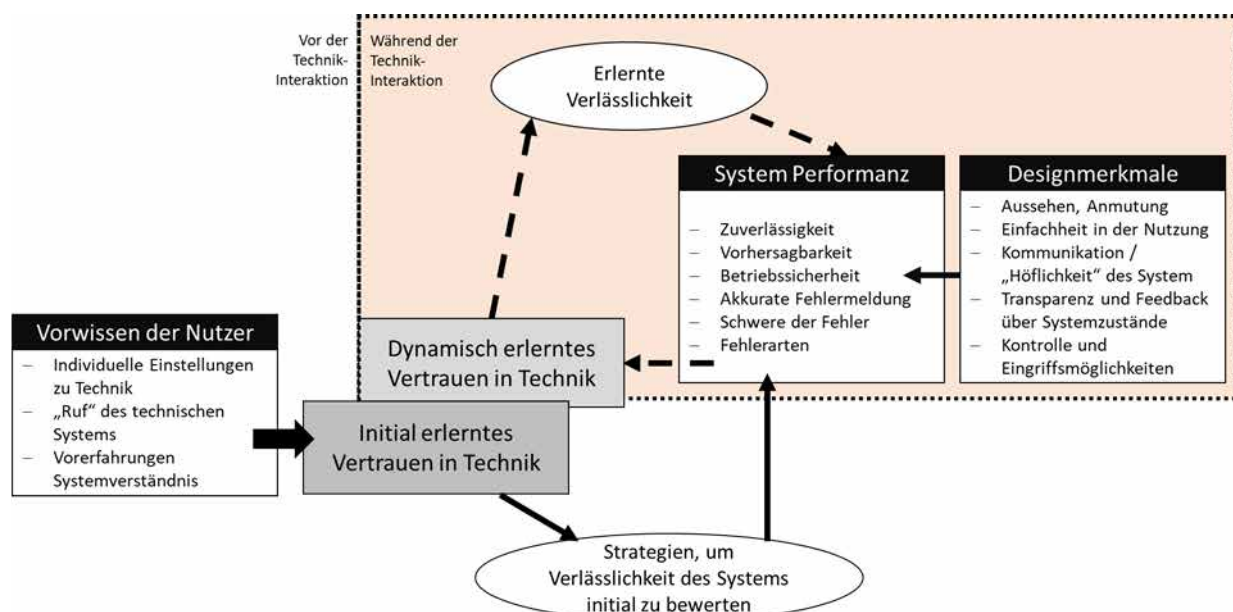 Vor der
Technik-
Interaktion
Während der
Technik-
Interaktion
Erlernte
Verlässlichkeit
System Performanz
– Zuverlässigkeit
– Vorhersagbarkeit
– Betriebssicherheit
– Akkurate Fehlermeldung
– Schwere der Fehler
– Fehlerarten
Designmerkmale
– Aussehen, Anmutung
– Einfachheit in der Nutzung
– Kommunikation /
„Höflichkeit“ des System
– Transparenz und Feedback
über Systemzustände
– Kontrolle und
Eingriffsmöglichkeiten
Vorwissen der Nutzer
– Individuelle Einstellungen
zu Technik
– „Ruf“ des technischen
Systems
– Vorerfahrungen
Systemverständnis
Dynamisch erlerntes
Vertrauen in Technik
Initial erlerntes
Vertrauen in Technik
Strategien, um
Verlässlichkeit des Systems
initial zu bewerten